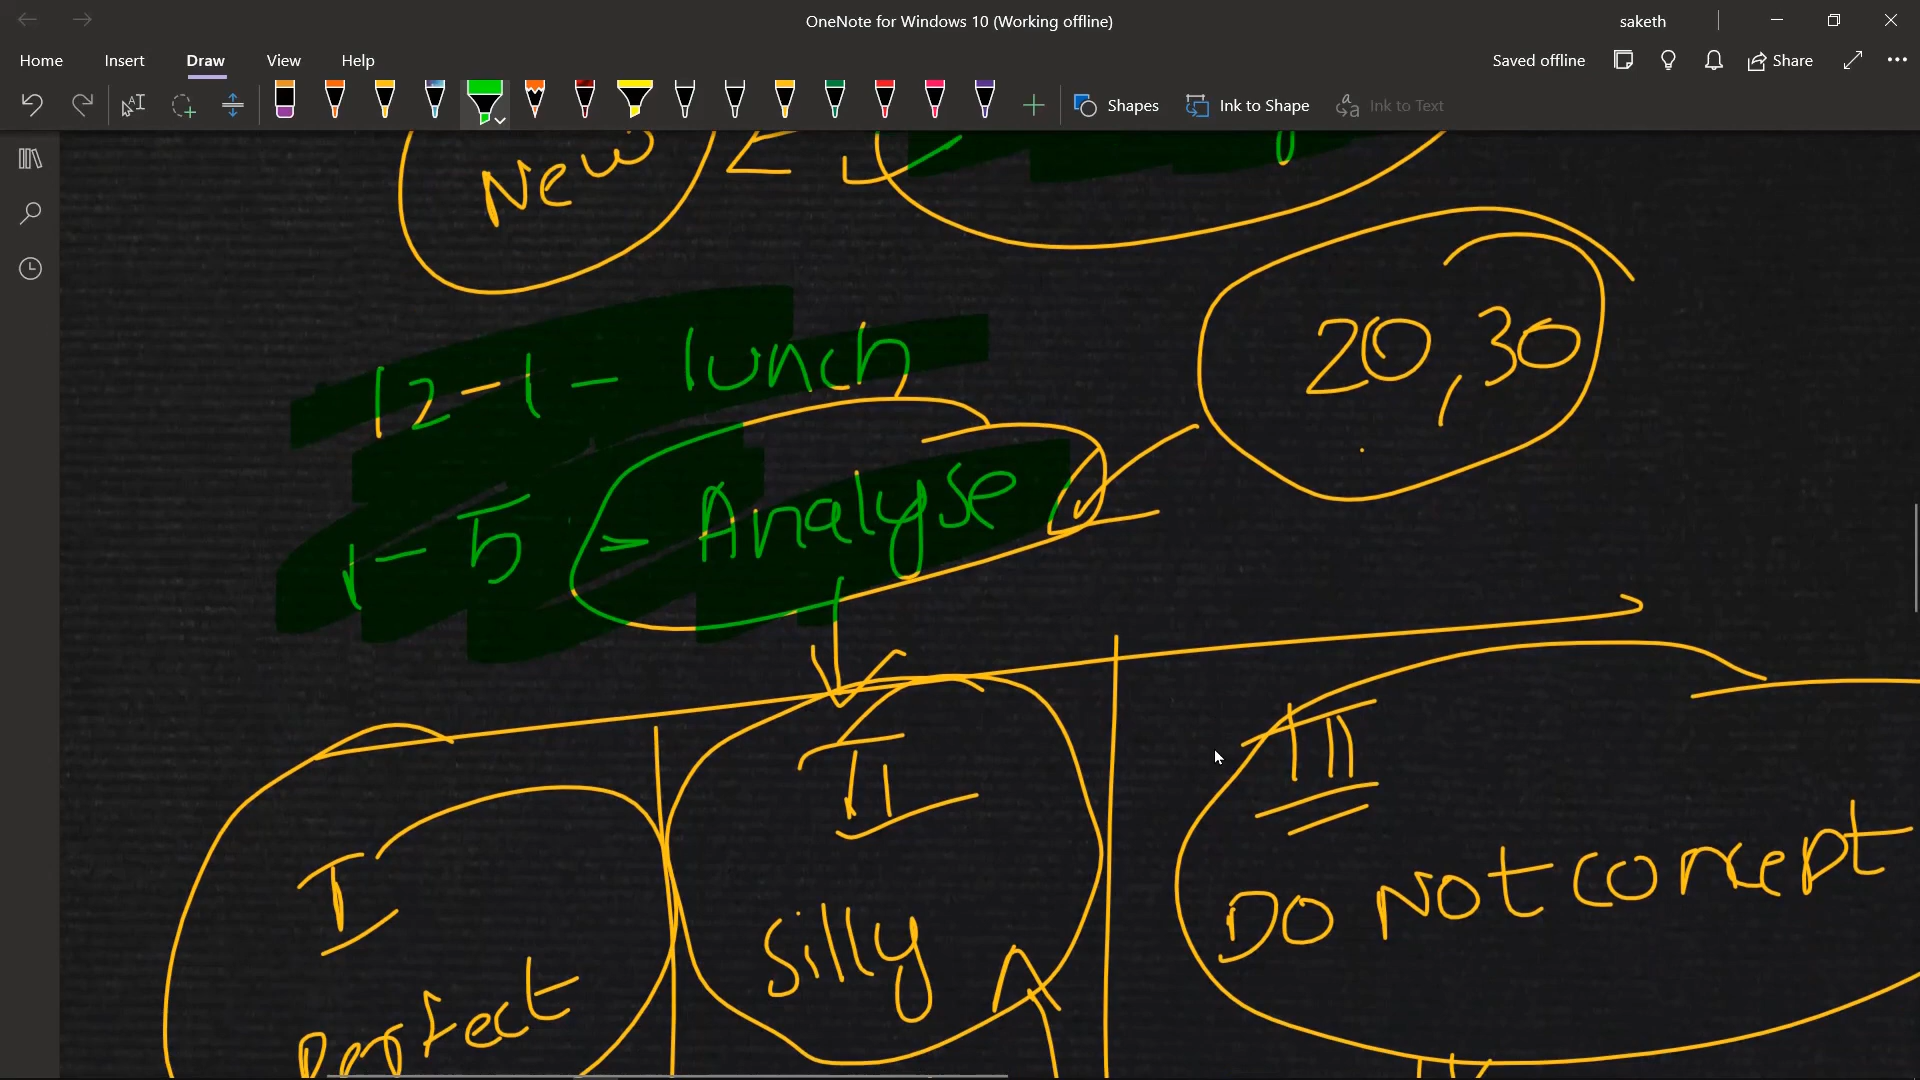 OneNote for Windows 10 (Working offline)
saketh
Home Insert Draw View Help
Saved offline
Share
Shapes
Ink to Shape
Ink to Text
New
20,30
12-1- lunch
1-5 - Analyse
I
II
III
Perfect
silly
DO Not concept